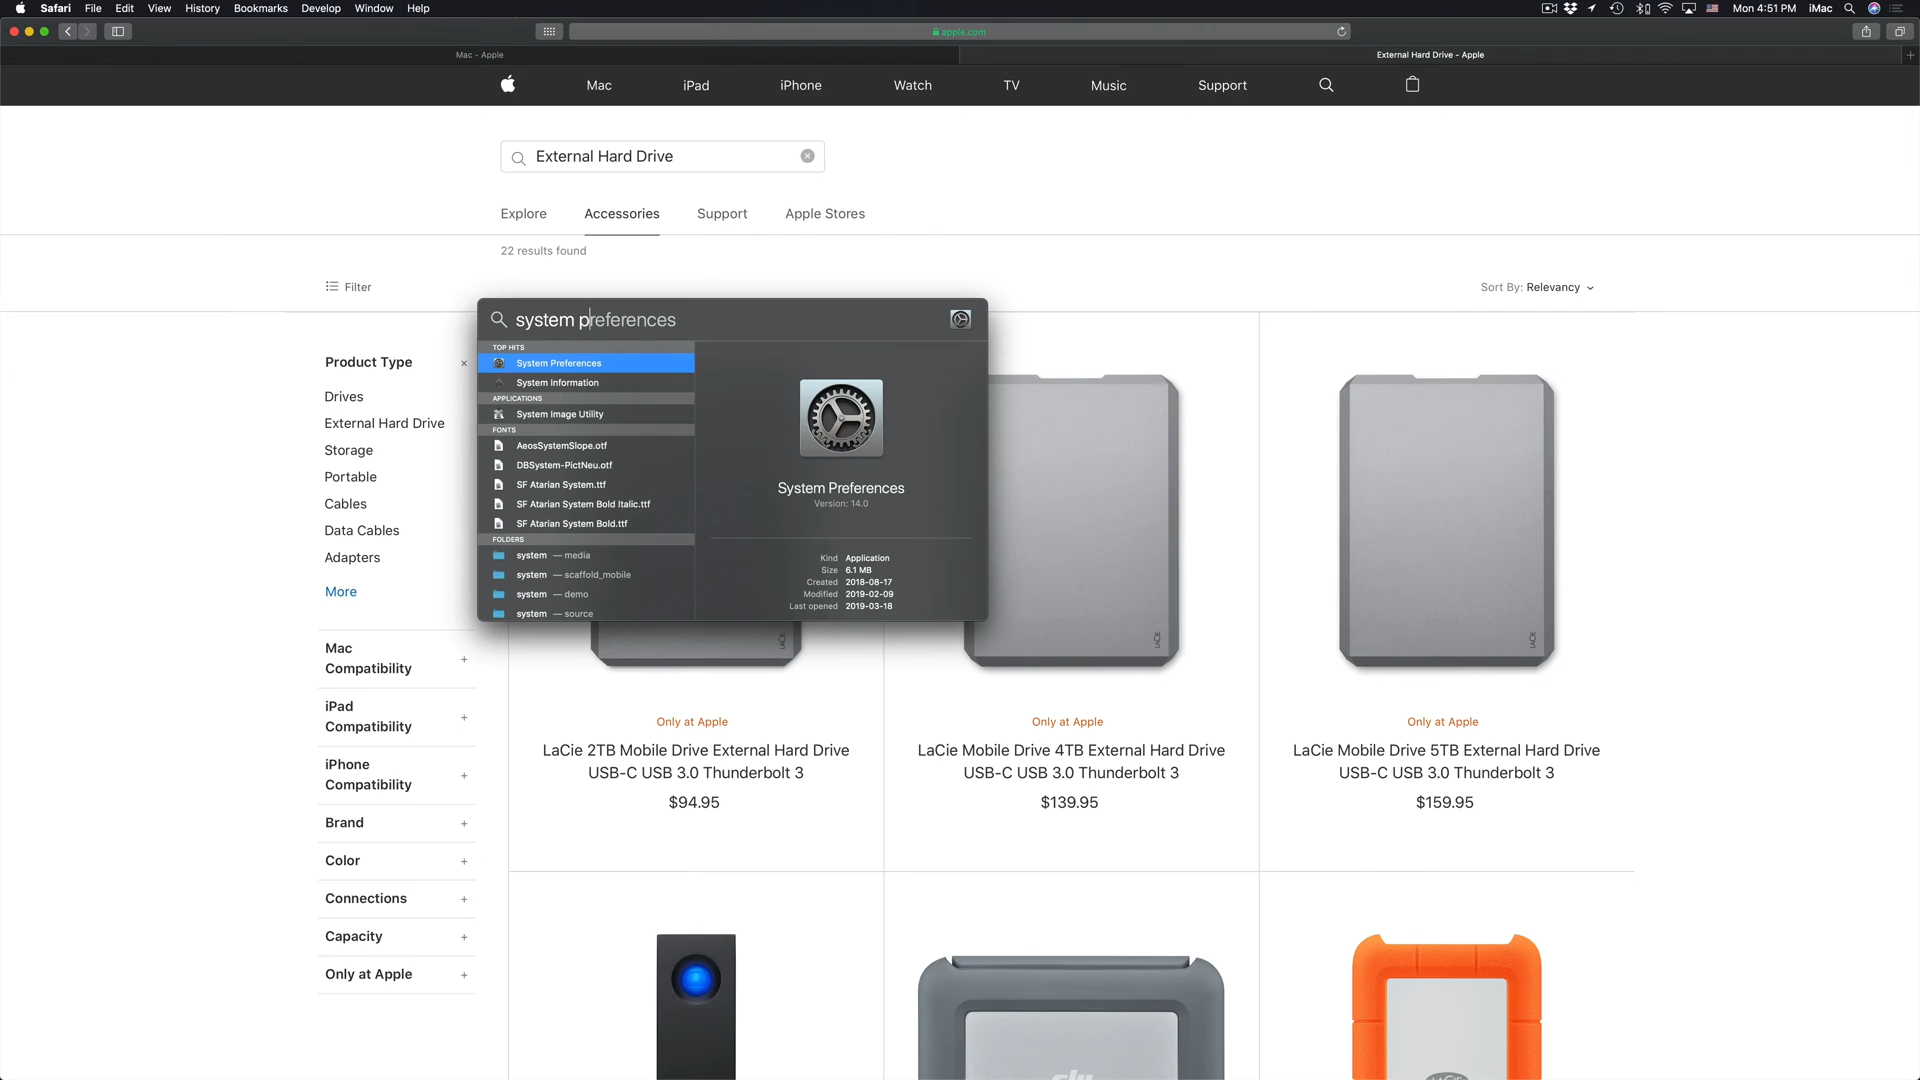 Safari File Edit View History Bookmarks Develop Window Help Mon 4:51 PM iMac
apple.com
Mac - Apple External Hard Drive - Apple
Mac iPad iPhone Watch TV Music Support
External Hard Drive
Explore Accessories Support Apple Stores
22 results found
Filter Sort By: Relevancy
system preferences
TOP HITS
System Preferences
System Information
APPLICATIONS
System Image Utility
FONTS
AeosSystemSlope.otf
DBSystem-PictNeu.otf
SF Atarian System.ttf
SF Atarian System Bold Italic.ttf
SF Atarian System Bold.ttf
FOLDERS
system — media
system — scaffold_mobile
system — demo
system — source
System Preferences
Version: 14.0
Kind Application
Size 6.1 MB
Created 2018-08-17
Modified 2019-02-09
Last opened 2019-03-18
Product Type
Drives
External Hard Drive
Storage
Portable
Cables
Data Cables
Adapters
More
Mac
Compatibility
iPad
Compatibility
iPhone
Compatibility
Brand
Color
Connections
Capacity
Only at Apple
LACIE
LACIE
LACIE
Only at Apple
LaCie 2TB Mobile Drive External Hard Drive
USB-C USB 3.0 Thunderbolt 3
$94.95
Only at Apple
LaCie Mobile Drive 4TB External Hard Drive
USB-C USB 3.0 Thunderbolt 3
$139.95
Only at Apple
LaCie Mobile Drive 5TB External Hard Drive
USB-C USB 3.0 Thunderbolt 3
$159.95
dji
LACIE